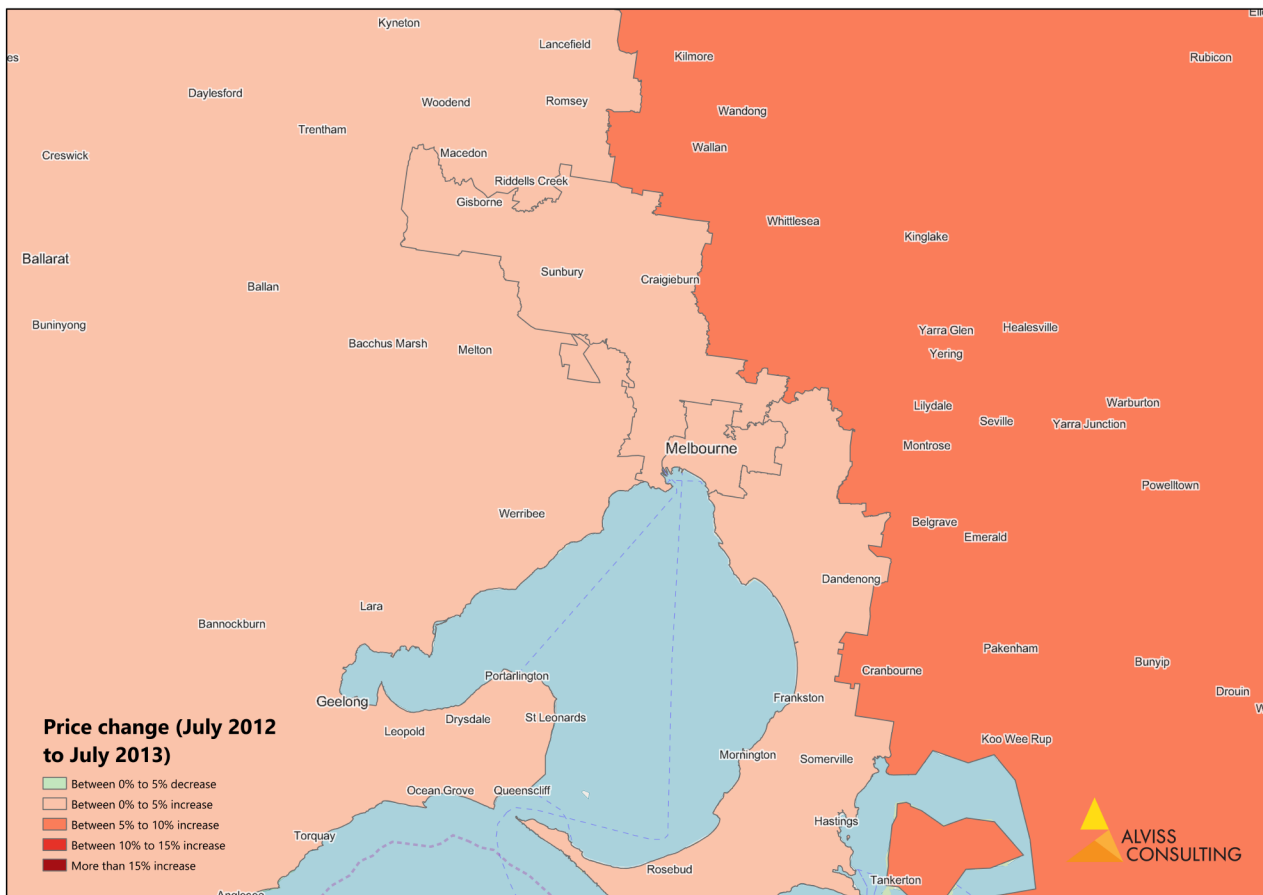 Kyneton
Lancefield
Kilmore
Rubicon
Daylesford
Woodend
Romsey
Wandong
Trentham
Creswick
Macedon
Wallan
Riddells Creek
Gisborne
Whittlesea
Kinglake
Ballarat
Sunbury
Craigieburn
Ballan
Buninyong
Bacchus Marsh
Melton
Yarra Glen
Healesville
Yering
Lilydale
Warburton
Seville
Yarra Junction
Montrose
Melbourne
Powelltown
Werribee
Belgrave
Emerald
Dandenong
Lara
Bannockburn
Pakenham
Bunyip
Cranbourne
Portarlington
Drouin
Geelong
Frankston
Drysdale
St Leonards
Leopold
Koo Wee Rup
Mornington
Somerville
Price change (July 2012
to July 2013)
Between 0% to 5% decrease
Between 0% to 5% increase
Between 5% to 10% increase
Between 10% to 15% increase
More than 15% increase
Ocean Grove
Queenscliff
Hastings
Torquay
Rosebud
Tankerton
ALVISS
CONSULTING